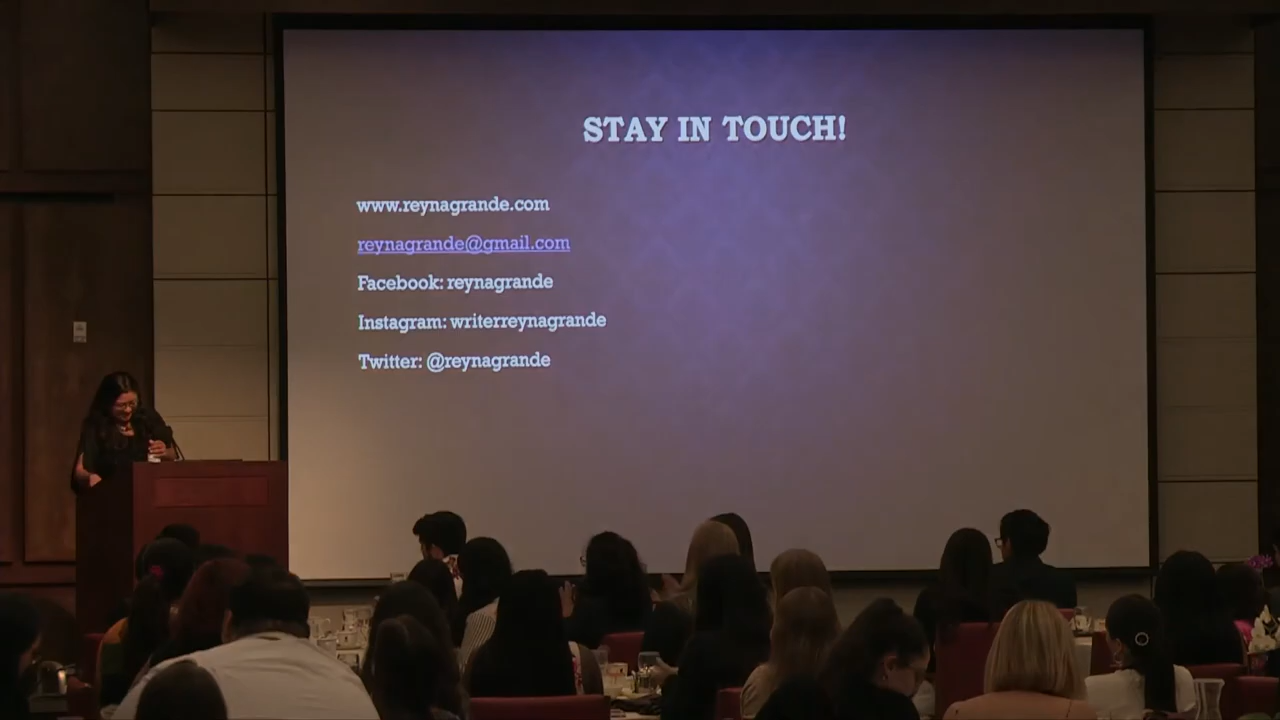 STAY IN TOUCH!
www.reynagrande.com
reynagrande@gmail.com
Facebook: reynagrande
Instagram: writerreynagrande
Twitter: @reynagrande